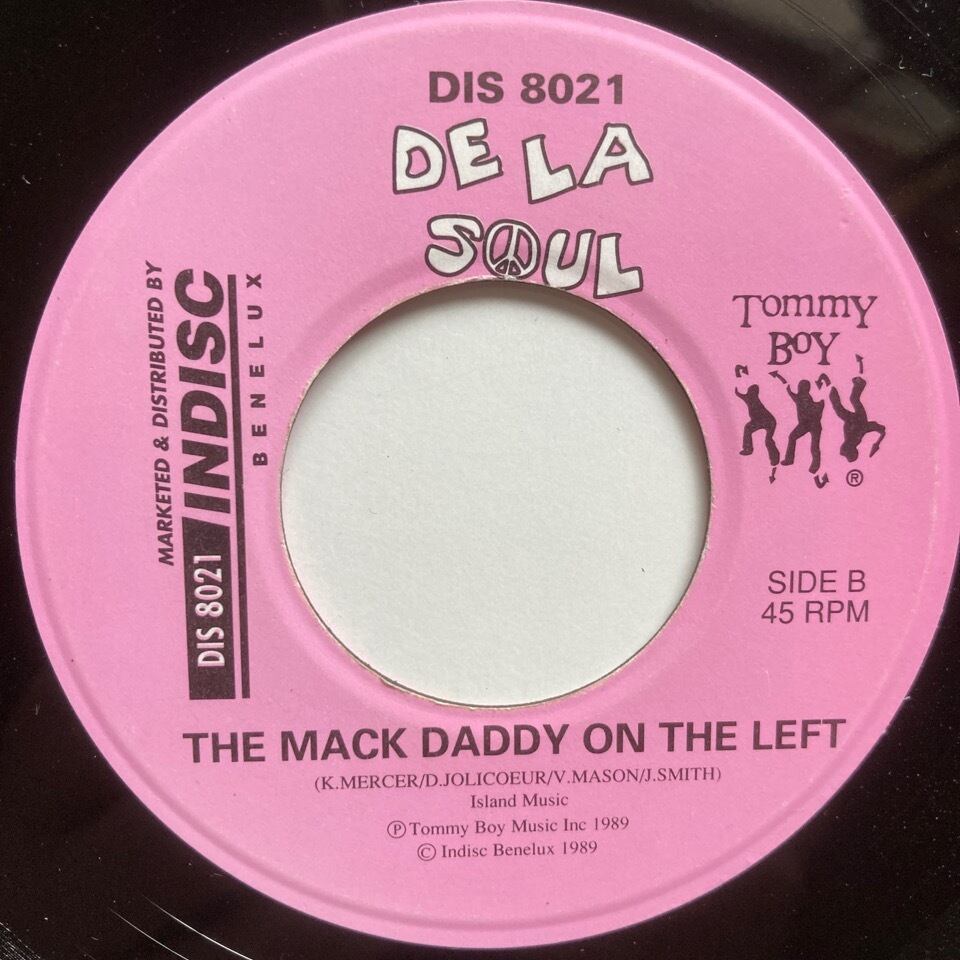 DIS 8021
DE LA
SOUL
MARKETED & DISTRIBUTED BY
DIS 8021 INDISC
BENELUX
Tommy
Boy
®
SIDE B
45 RPM
THE MACK DADDY ON THE LEFT
(K.MERCER/D.JOLICOEUR/V.MASON/J.SMITH)
Island Music
℗ Tommy Boy Music Inc 1989
© Indisc Benelux 1989